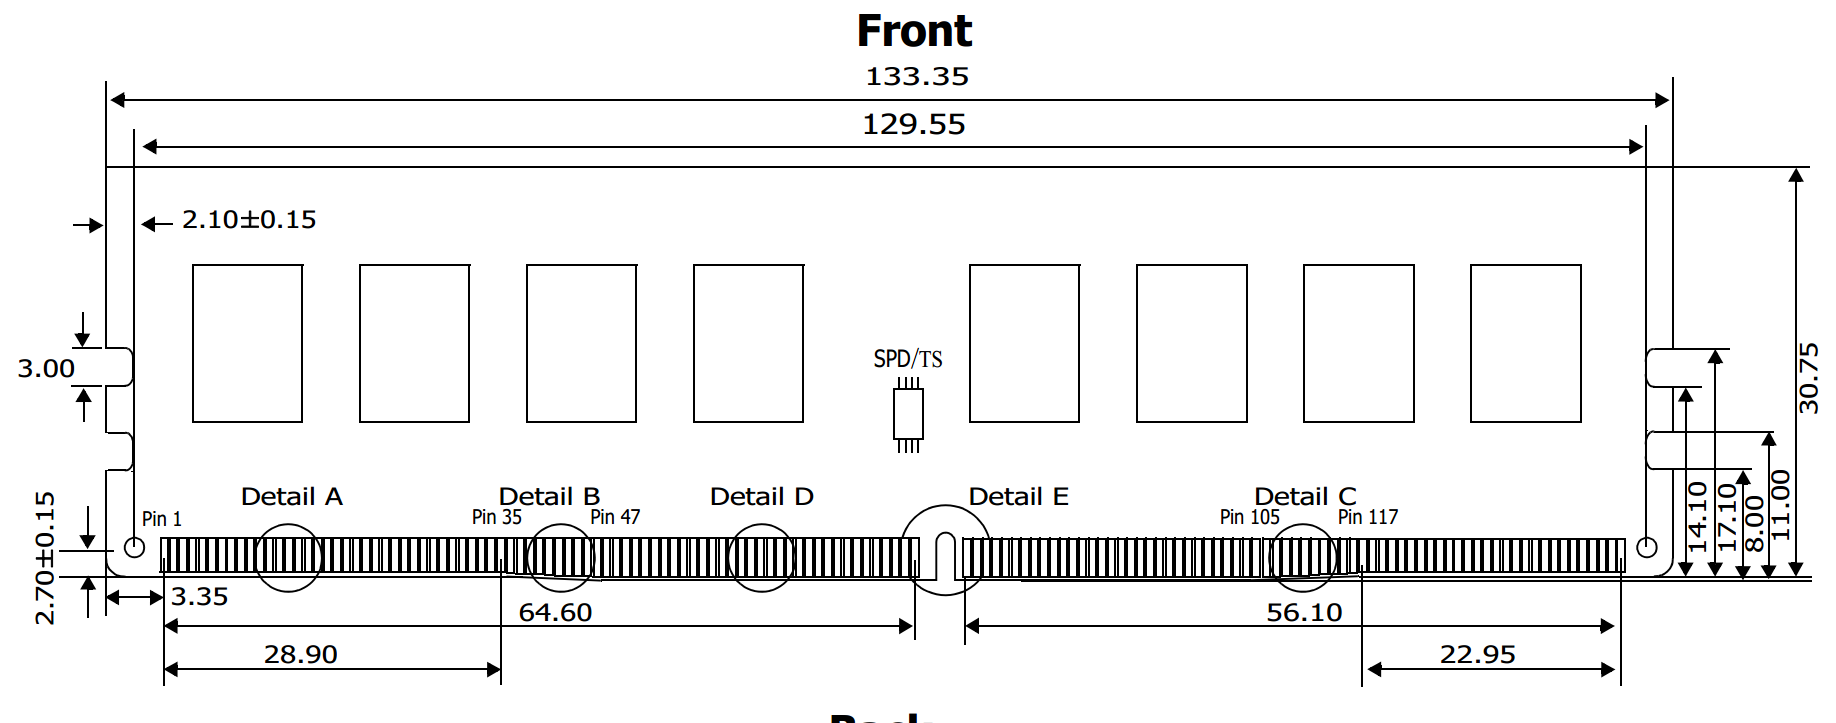 Front
133.35
129.55
2.10±0.15
3.00
30.75
SPD/TS
Detail A
Detail B
Detail D
Detail E
Detail C
Pin 1
Pin 35
Pin 47
Pin 105
Pin 117
14.10
17.10
8.00
11.00
2.70±0.15
3.35
64.60
56.10
28.90
22.95